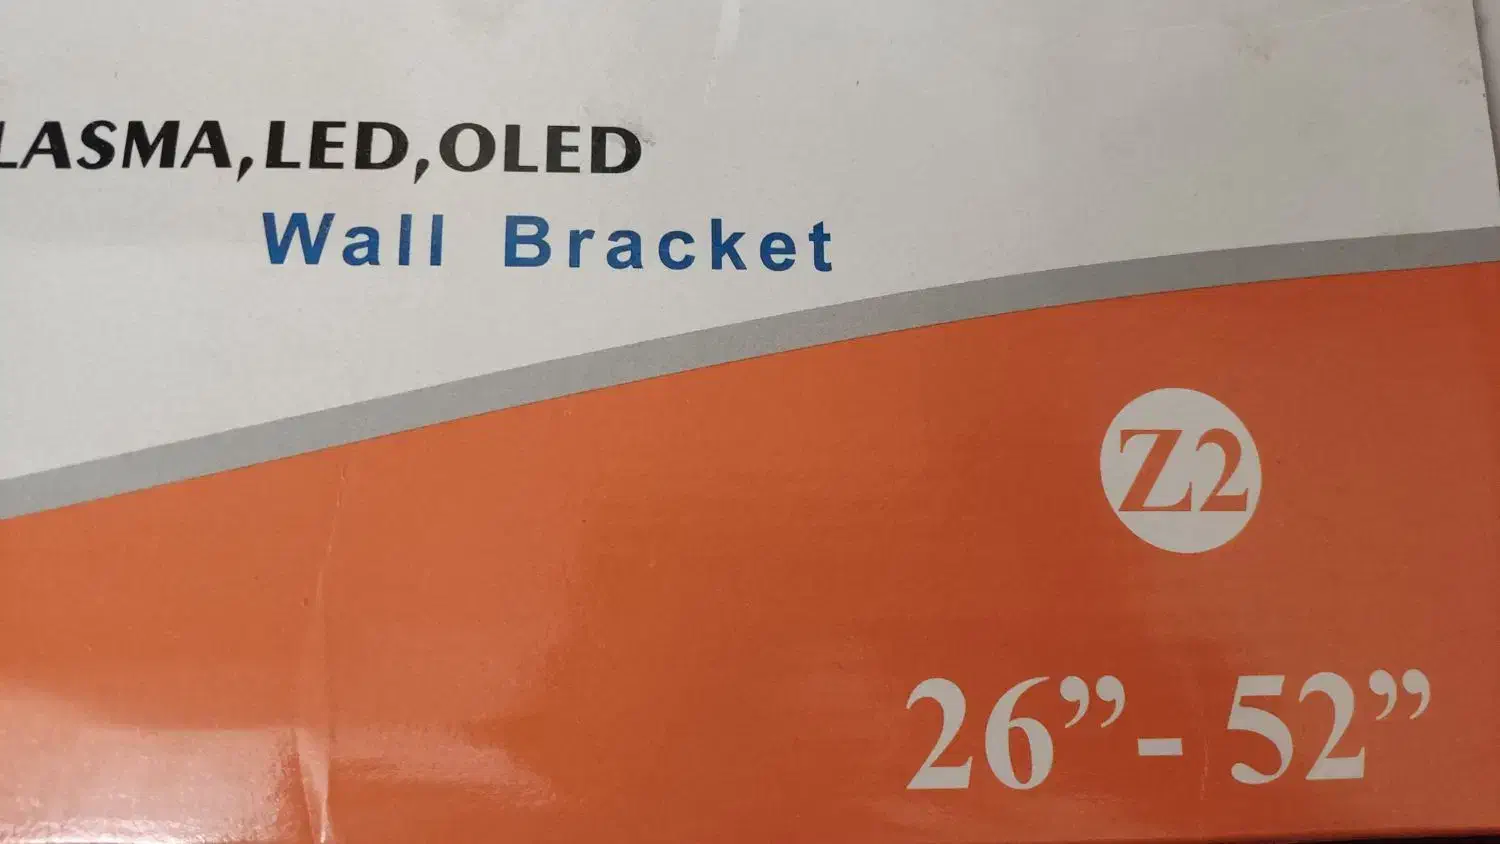 LASMA,LED,OLED
Wall Bracket
Z2
26”- 52”